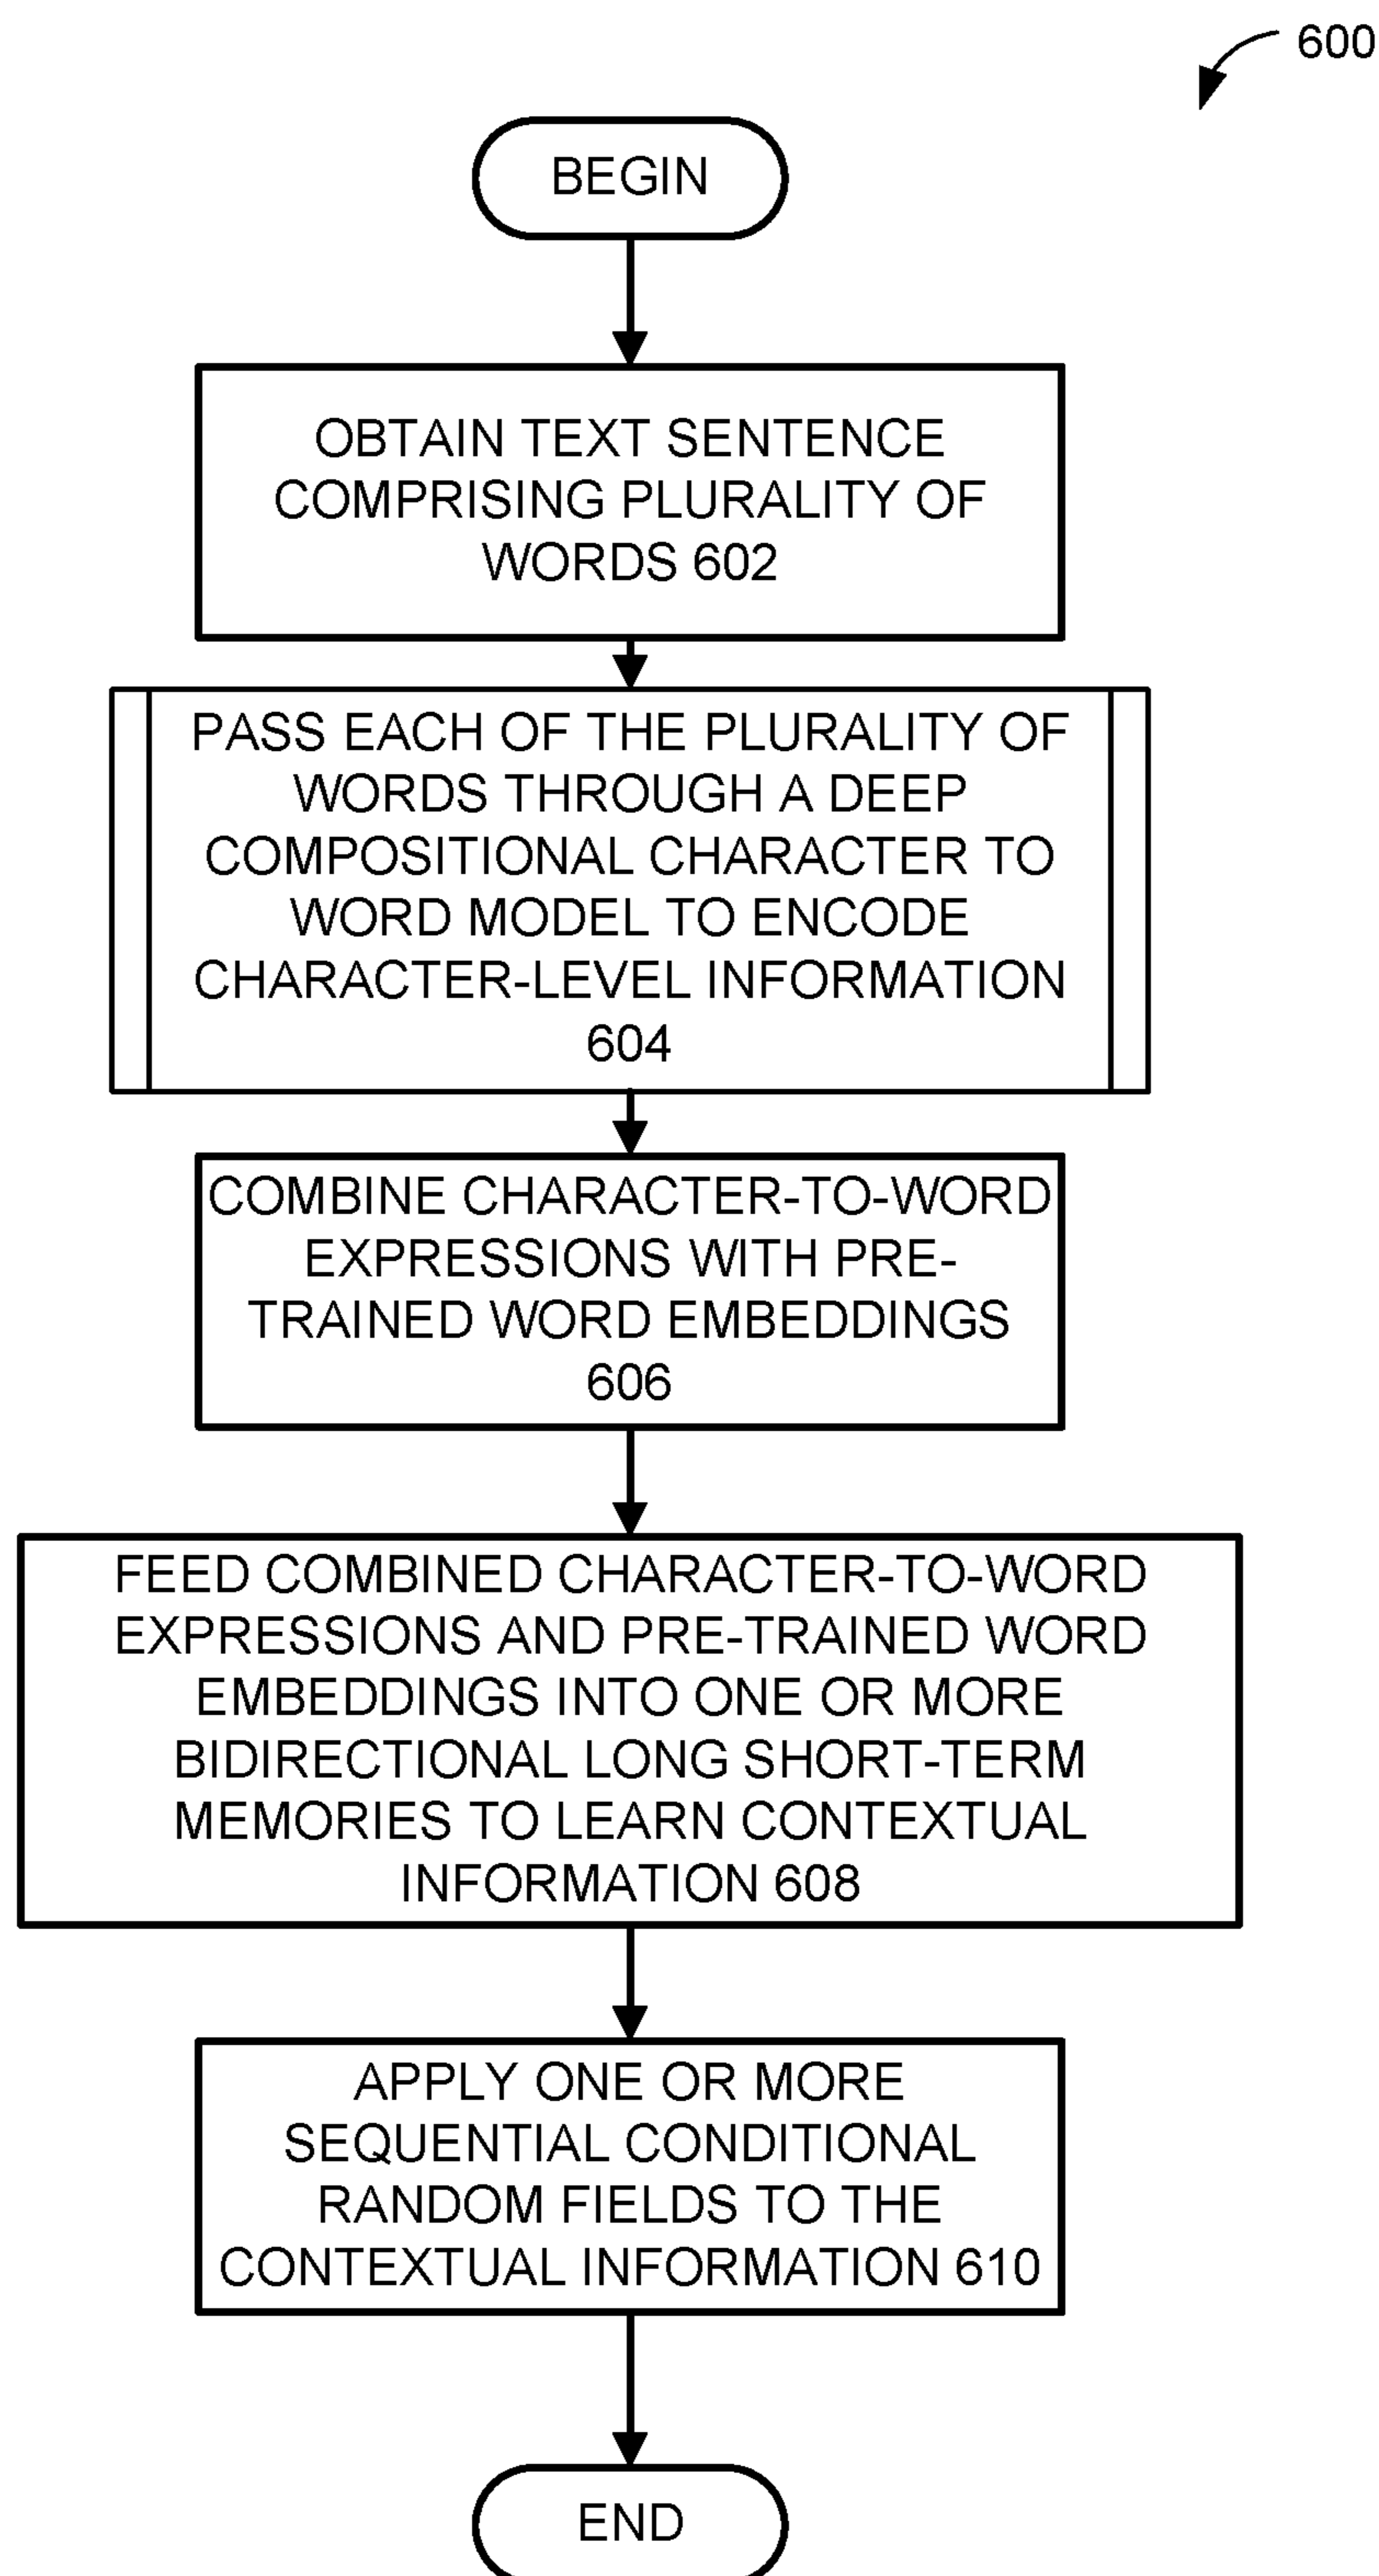 600
BEGIN
OBTAIN TEXT SENTENCE
COMPRISING PLURALITY OF
WORDS 602
PASS EACH OF THE PLURALITY OF
WORDS THROUGH A DEEP
COMPOSITIONAL CHARACTER TO
WORD MODEL TO ENCODE
CHARACTER-LEVEL INFORMATION
604
COMBINE CHARACTER-TO-WORD
EXPRESSIONS WITH PRE-
TRAINED WORD EMBEDDINGS
606
FEED COMBINED CHARACTER-TO-WORD
EXPRESSIONS AND PRE-TRAINED WORD
EMBEDDINGS INTO ONE OR MORE
BIDIRECTIONAL LONG SHORT-TERM
MEMORIES TO LEARN CONTEXTUAL
INFORMATION 608
APPLY ONE OR MORE
SEQUENTIAL CONDITIONAL
RANDOM FIELDS TO THE
CONTEXTUAL INFORMATION 610
END